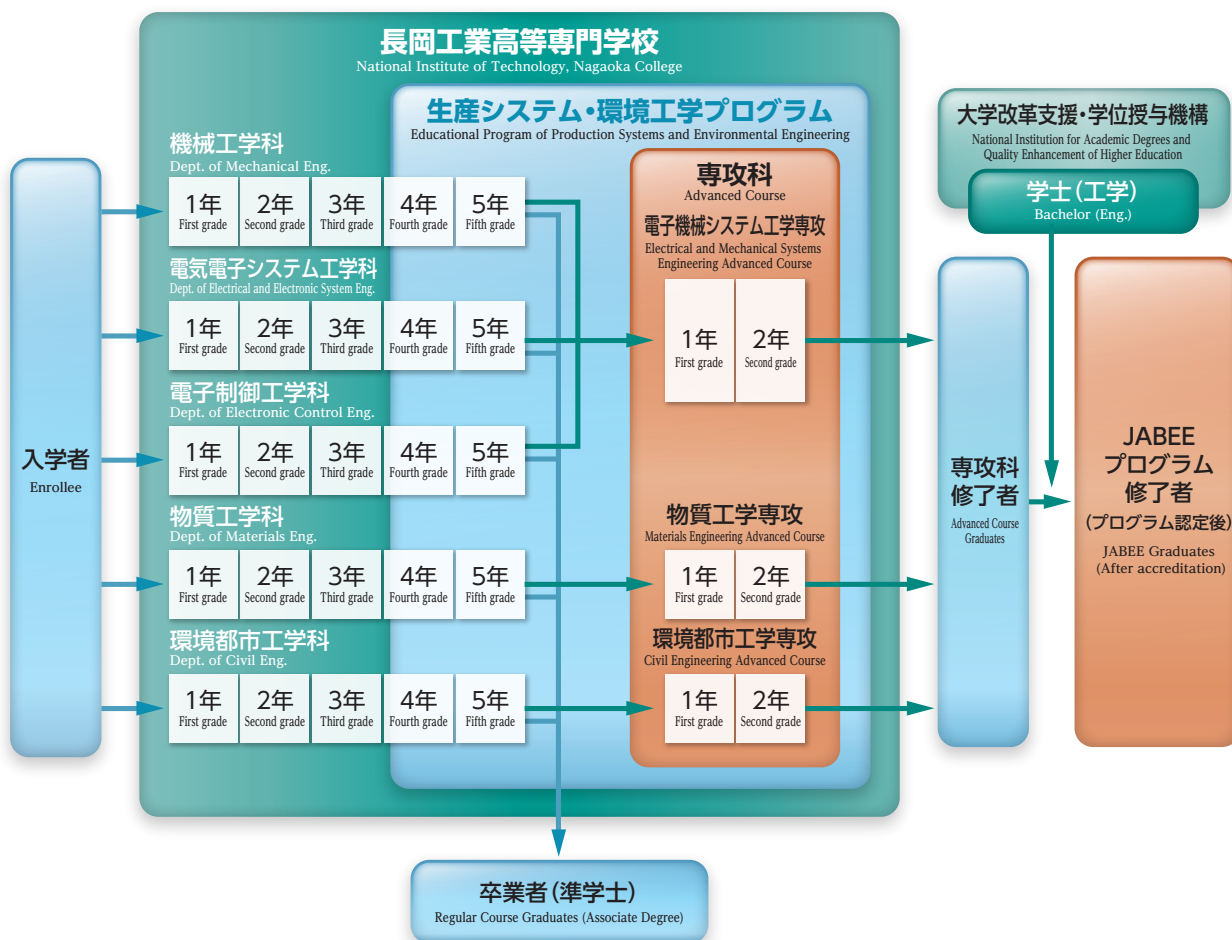 長岡工業高等専門学校
National Institute of Technology, Nagaoka College
生産システム・環境工学プログラム
Educational Program of Production Systems and Environmental Engineering
入学者
Enrollee
機械工学科
Dept. of Mechanical Eng.
1年 2年 3年 4年 5年
First grade Second grade Third grade Fourth grade Fifth grade
電気電子システム工学科
Dept. of Electrical and Electronic System Eng.
1年 2年 3年 4年 5年
First grade Second grade Third grade Fourth grade Fifth grade
電子制御工学科
Dept. of Electronic Control Eng.
1年 2年 3年 4年 5年
First grade Second grade Third grade Fourth grade Fifth grade
物質工学科
Dept. of Materials Eng.
1年 2年 3年 4年 5年
First grade Second grade Third grade Fourth grade Fifth grade
環境都市工学科
Dept. of Civil Eng.
1年 2年 3年 4年 5年
First grade Second grade Third grade Fourth grade Fifth grade
専攻科
Advanced Course
電子機械システム工学専攻
Electrical and Mechanical Systems
Engineering Advanced Course
1年 2年
First grade Second grade
物質工学専攻
Materials Engineering Advanced Course
1年 2年
First grade Second grade
環境都市工学専攻
Civil Engineering Advanced Course
1年 2年
First grade Second grade
大学改革支援・学位授与機構
National Institution for Academic Degrees and
Quality Enhancement of Higher Education
学士(工学)
Bachelor (Eng.)
専攻科
修了者
Advanced Course
Graduates
JABEE
プログラム
修了者
(プログラム認定後)
JABEE Graduates
(After accreditation)
卒業者(準学士)
Regular Course Graduates (Associate Degree)